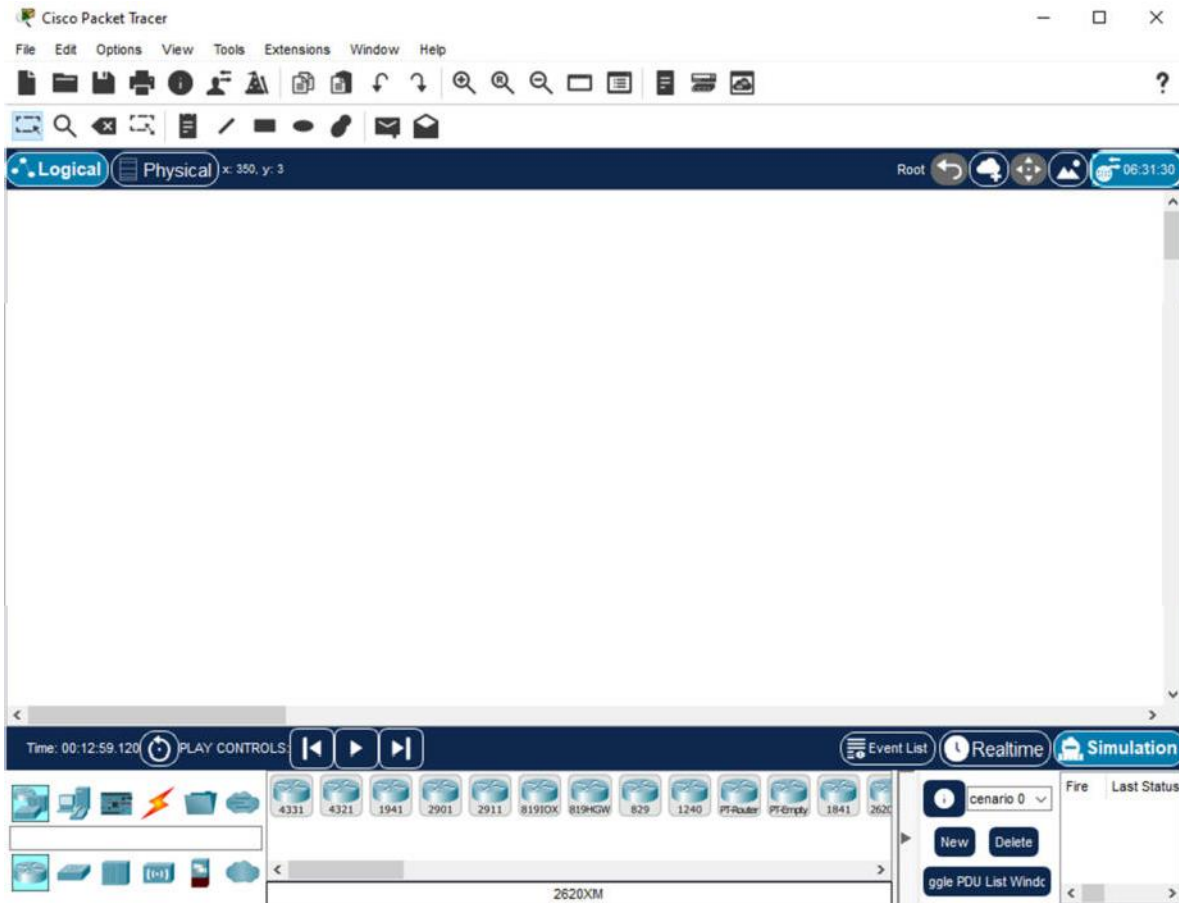 Cisco Packet Tracer
File Edit Options View Tools Extensions Window Help
?
Logical Physical x: 350, y: 3 Root 06:31:30
Time: 00:12:59.120 PLAY CONTROLS: Event List Realtime Simulation
4331 4321 1941 2901 2911 819IOX 819HGW 829 1240 PT-Router PT-Empty 1841 2620
cenario 0 Fire Last Status
New Delete
ggle PDU List Windc
2620XM